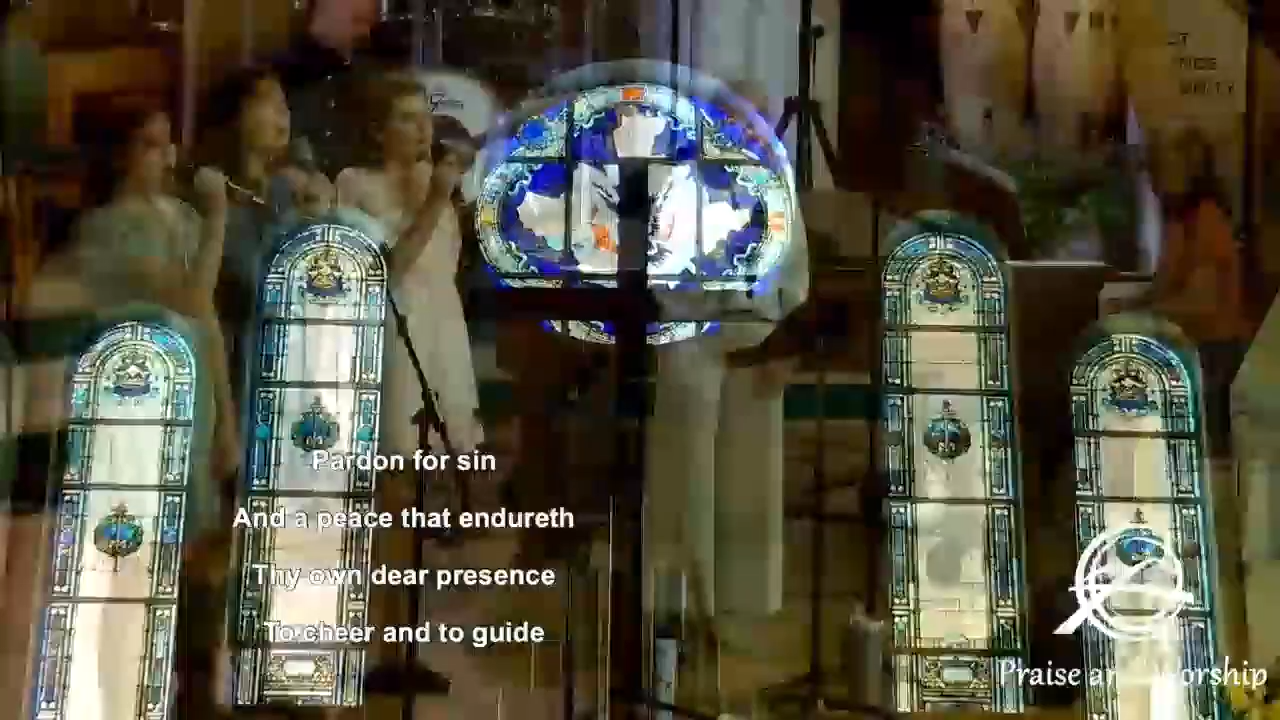 Pardon for sin
And a peace that endureth
Thy own dear presence
To cheer and to guide
Praise and Worship